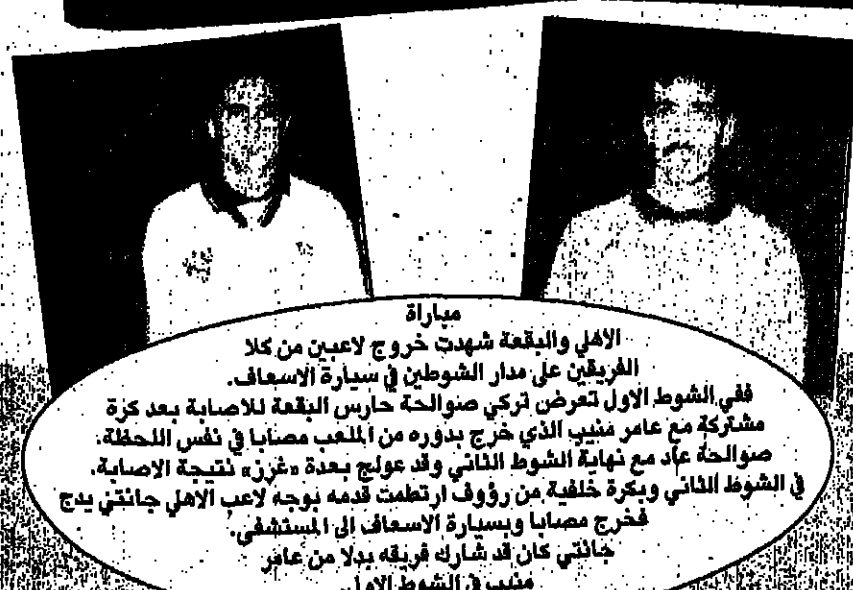 مباراة
الاهلي والبقعة شهدت خروج لاعبين من كلا
الفريقين على مدار الشوطين في سيارة الاسعاف.
ففي الشوط الاول تعرض تركي صوالحة حارس البقعة للاصابة بعد كرة
مشتركة مع عامر منيب الذي خرج بدوره من الملعب مصابا في نفس اللحظة.
صوالحة عاد مع نهاية الشوط الثاني وقد عولج بعدة «غرز» نتيجة الاصابة.
في الشوط الثاني وبكرة خلفية من رؤوف ارتطمت قدمه بوجه لاعب الاهلي جانتي يدج
فخرج مصابا وبسيارة الاسعاف الى المستشفى.
جانتي كان قد شارك فريقه بدلا من عامر
منيب في الشوط الاول.